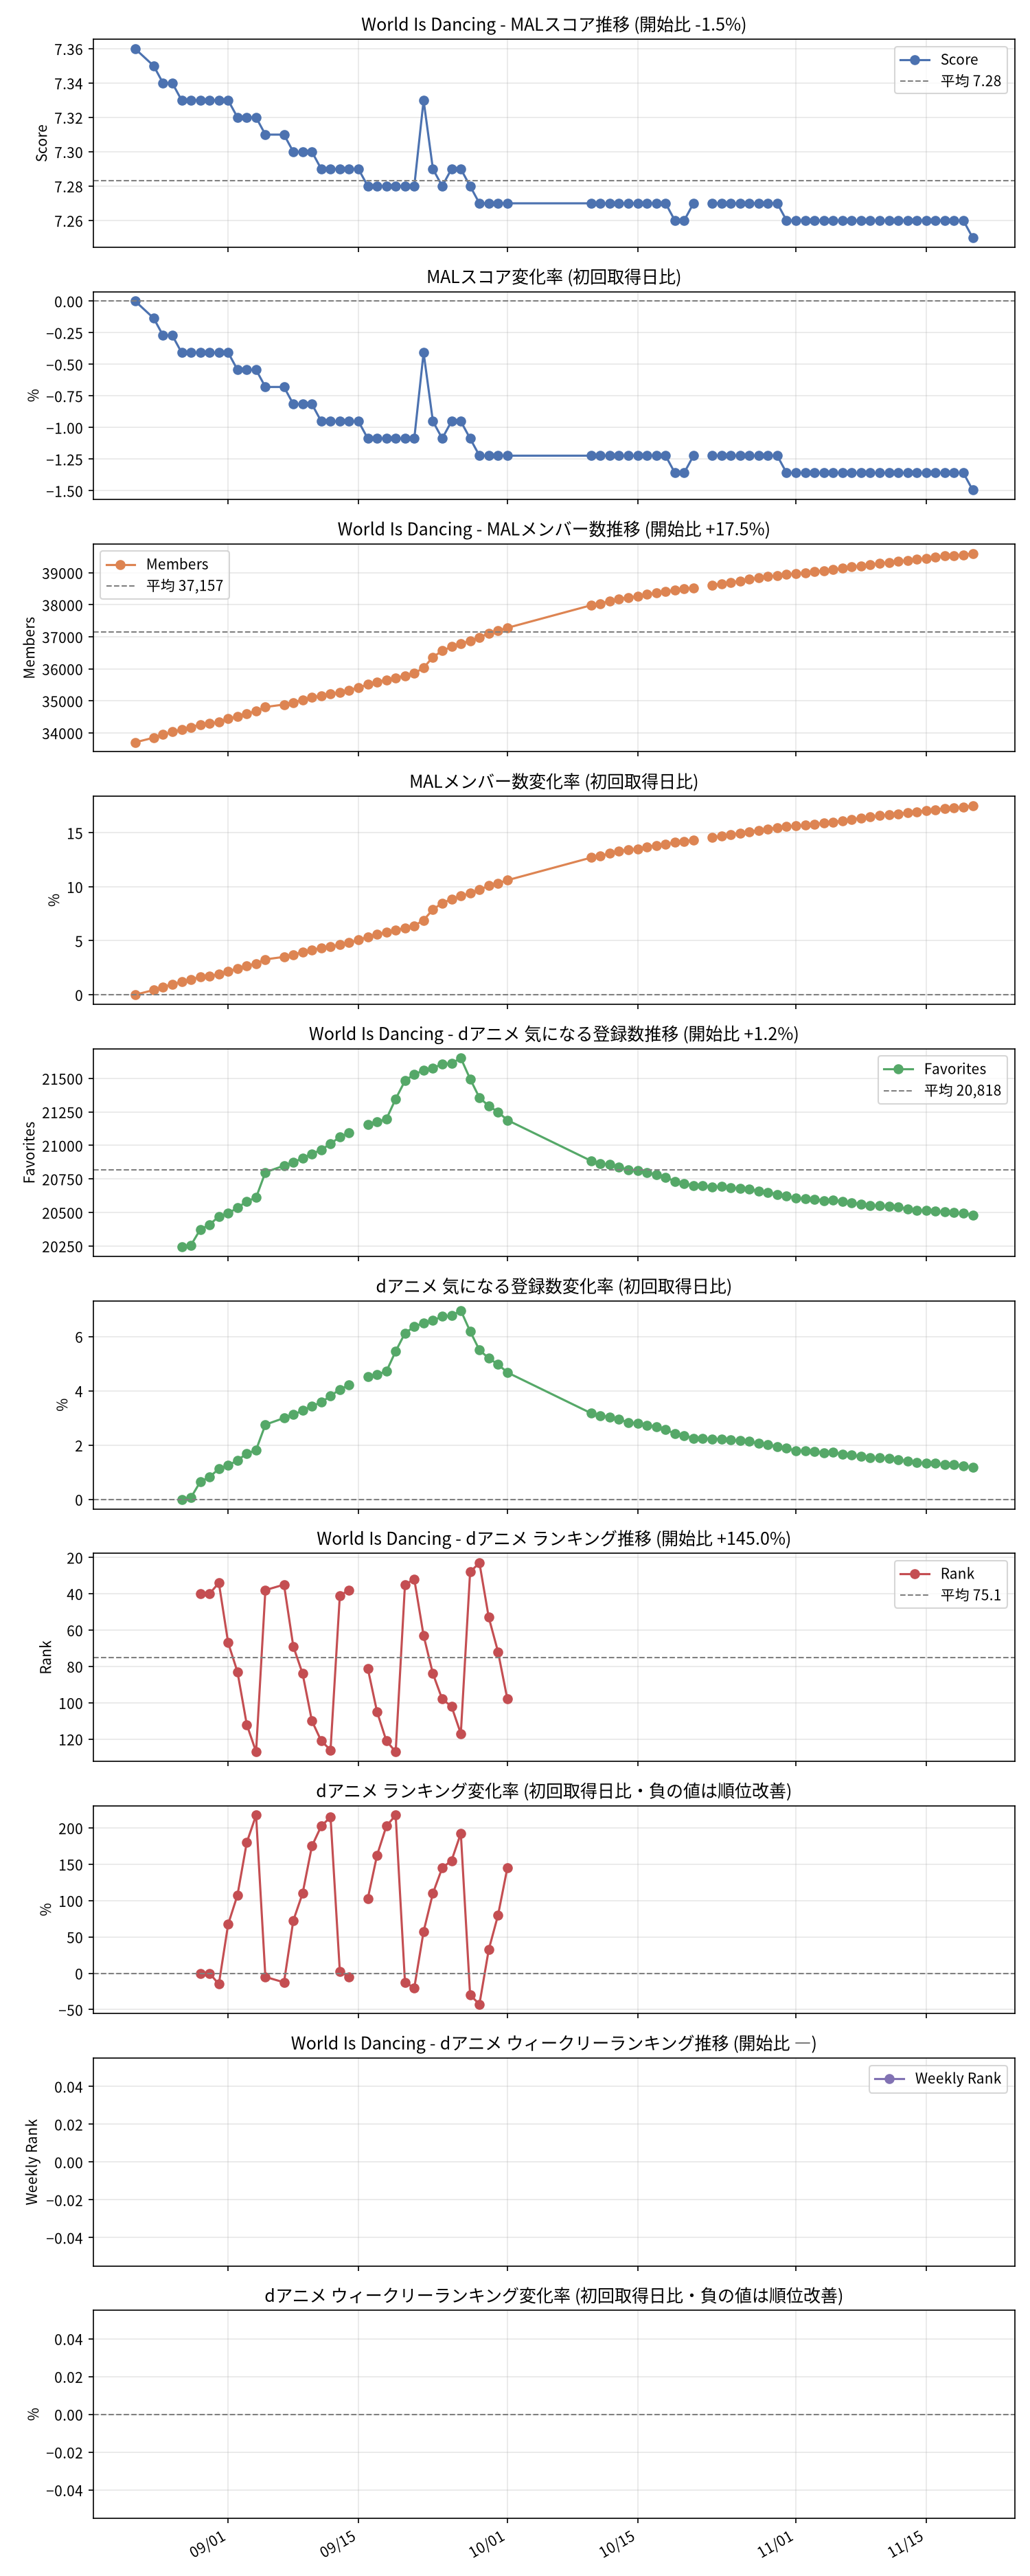 World Is Dancing - MALスコア推移 (開始比 -1.5%)
7.36
7.34
7.32
7.30
7.28
7.26
Score
Score
平均 7.28
MALスコア変化率 (初回取得日比)
0.00
−0.25
−0.50
−0.75
−1.00
−1.25
−1.50
%
World Is Dancing - MALメンバー数推移 (開始比 +17.5%)
39000
38000
37000
36000
35000
34000
Members
Members
平均 37,157
MALメンバー数変化率 (初回取得日比)
15
10
5
0
%
World Is Dancing - dアニメ 気になる登録数推移 (開始比 +1.2%)
21500
21250
21000
20750
20500
20250
Favorites
Favorites
平均 20,818
dアニメ 気になる登録数変化率 (初回取得日比)
6
4
2
0
%
World Is Dancing - dアニメ ランキング推移 (開始比 +145.0%)
20
40
60
80
100
120
Rank
Rank
平均 75.1
dアニメ ランキング変化率 (初回取得日比・負の値は順位改善)
200
150
100
50
0
−50
%
World Is Dancing - dアニメ ウィークリーランキング推移 (開始比 —)
0.04
0.02
0.00
−0.02
−0.04
Weekly Rank
Weekly Rank
dアニメ ウィークリーランキング変化率 (初回取得日比・負の値は順位改善)
0.04
0.02
0.00
−0.02
−0.04
%
09/01
09/15
10/01
10/15
11/01
11/15